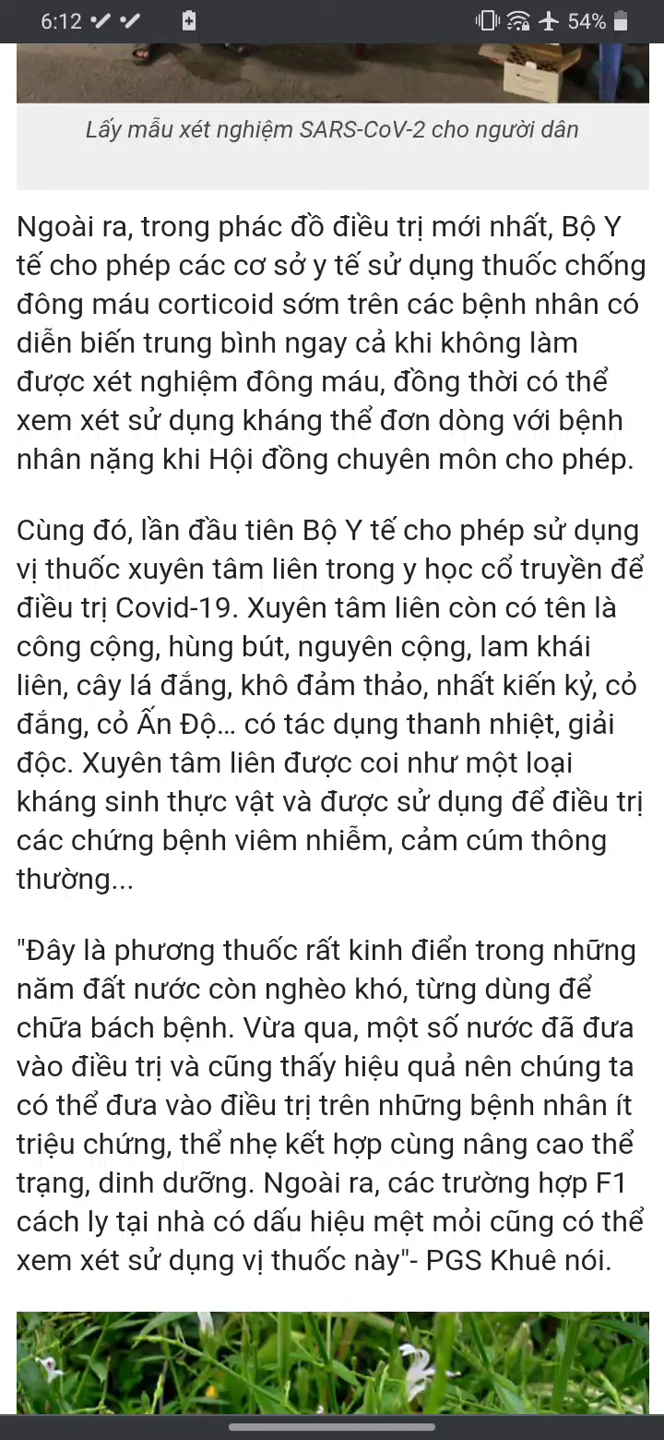 6:12
54%
Lấy mẫu xét nghiệm SARS-CoV-2 cho người dân
Ngoài ra, trong phác đồ điều trị mới nhất, Bộ Y
tế cho phép các cơ sở y tế sử dụng thuốc chống
đông máu corticoid sớm trên các bệnh nhân có
diễn biến trung bình ngay cả khi không làm
được xét nghiệm đông máu, đồng thời có thể
xem xét sử dụng kháng thể đơn dòng với bệnh
nhân nặng khi Hội đồng chuyên môn cho phép.
Cùng đó, lần đầu tiên Bộ Y tế cho phép sử dụng
vị thuốc xuyên tâm liên trong y học cổ truyền để
điều trị Covid-19. Xuyên tâm liên còn có tên là
công cộng, hùng bút, nguyên cộng, lam khái
liên, cây lá đắng, khô đảm thảo, nhất kiến kỷ, cỏ
đắng, cỏ Ấn Độ... có tác dụng thanh nhiệt, giải
độc. Xuyên tâm liên được coi như một loại
kháng sinh thực vật và được sử dụng để điều trị
các chứng bệnh viêm nhiễm, cảm cúm thông
thường...
"Đây là phương thuốc rất kinh điển trong những
năm đất nước còn nghèo khó, từng dùng để
chữa bách bệnh. Vừa qua, một số nước đã đưa
vào điều trị và cũng thấy hiệu quả nên chúng ta
có thể đưa vào điều trị trên những bệnh nhân ít
triệu chứng, thể nhẹ kết hợp cùng nâng cao thể
trạng, dinh dưỡng. Ngoài ra, các trường hợp F1
cách ly tại nhà có dấu hiệu mệt mỏi cũng có thể
xem xét sử dụng vị thuốc này"- PGS Khuê nói.